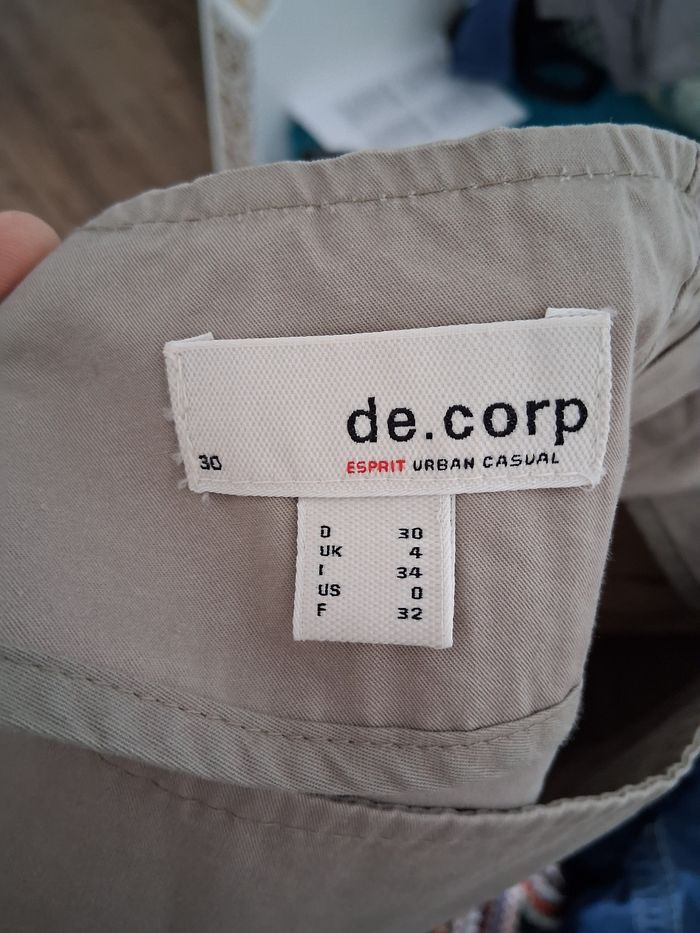 de.corp
30
ESPRIT URBAN CASUAL
D 30
UK 4
I 34
US 0
F 32